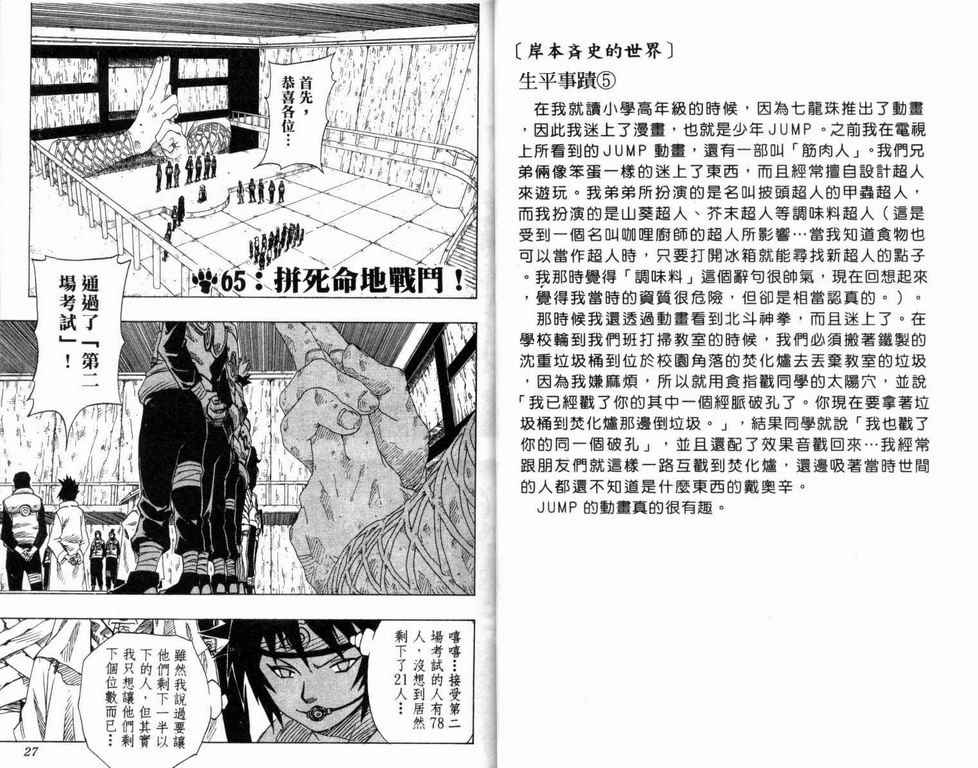 〔岸本斉史的世界〕
生平事蹟⑤
在我就讀小學高年級的時候，因為七龍珠推出了動畫
，因此我迷上了漫畫，也就是少年JUMP。之前我在電視
上所看到的JUMP動畫，還有一部叫「筋肉人」。我們兄
弟倆像笨蛋一樣的迷上了東西，而且經常擅自設計超人
來遊玩。我弟弟所扮演的是名叫披頭超人的甲蟲超人，
而我扮演的是山葵超人、芥末超人等調味料超人（這是
受到一個名叫咖哩廚師的超人所影響…當我知道食物也
可以當作超人時，只要打開冰箱就能尋找新超人的點子
。我那時覺得「調味料」這個辭句很帥氣，現在回想起來
，覺得我當時的資質很危險，但卻是相當認真的。）。
那時候我還透過動畫看到北斗神拳，而且迷上了。在
學校輪到我們班打掃教室的時候，我們必須搬著鐵製的
沈重垃圾桶到位於校園角落的焚化爐去丟棄教室的垃圾
，因為我嫌麻煩，所以就用食指戳同學的太陽穴，並說
「我已經戳了你的其中一個經脈破孔了。你現在要拿著垃
圾桶到焚化爐那邊倒垃圾。」，結果同學就說「我也戳了
你的同一個破孔」，並且還配了效果音戳回來…我經常
跟朋友們就這樣一路互戳到焚化爐，還邊吸著當時世間
的人都還不知道是什麼東西的戴奧辛。
JUMP的動畫真的很有趣。
首先，
恭喜各位…
65：拼死命地戰鬥！
通過了「第二
場考試」！
嘻嘻…接受第二
場考試的人有78
人，沒想到居然
剩下了21人…
雖然我說過要讓
他們剩下一半以
下的人，但其實
我只想讓他們剩
下個位數而已…
27